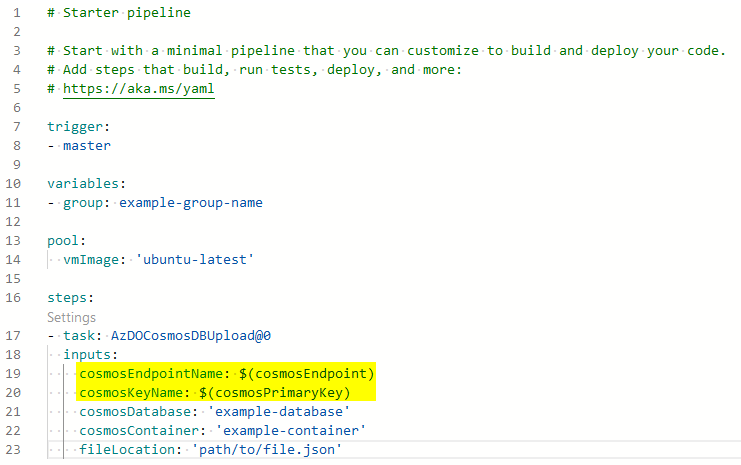 1 # Starter pipeline
2
3 # Start with a minimal pipeline that you can customize to build and deploy your code.
4 # Add steps that build, run tests, deploy, and more:
5 # https://aka.ms/yaml
6
7 trigger:
8 - master
9
10 variables:
11 - group: example-group-name
12
13 pool:
14   vmImage: 'ubuntu-latest'
15
16 steps:
Settings
17 - task: AzDOCosmosDBUpload@0
18   inputs:
19     cosmosEndpointName: $(cosmosEndpoint)
20     cosmosKeyName: $(cosmosPrimaryKey)
21     cosmosDatabase: 'example-database'
22     cosmosContainer: 'example-container'
23     fileLocation: 'path/to/file.json'